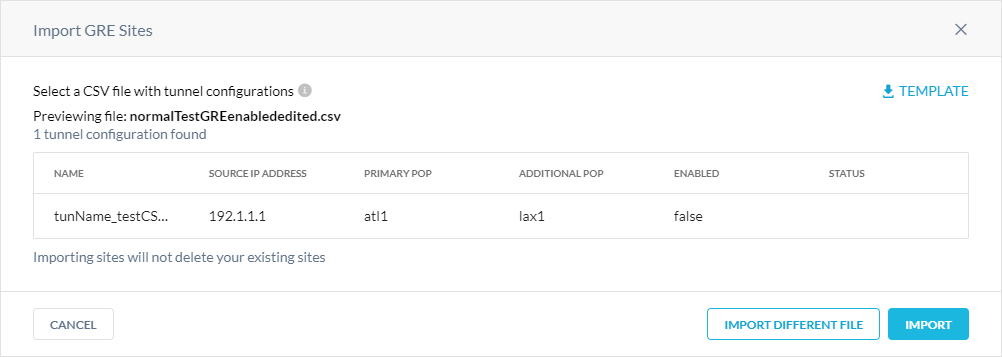 Import GRE Sites
Select a CSV file with tunnel configurations
TEMPLATE
Previewing file: normalTestGREenablededited.csv
1 tunnel configuration found
NAME SOURCE IP ADDRESS PRIMARY POP ADDITIONAL POP ENABLED STATUS
tunName_testCS... 192.1.1.1 atl1 lax1 false
Importing sites will not delete your existing sites
CANCEL IMPORT DIFFERENT FILE IMPORT